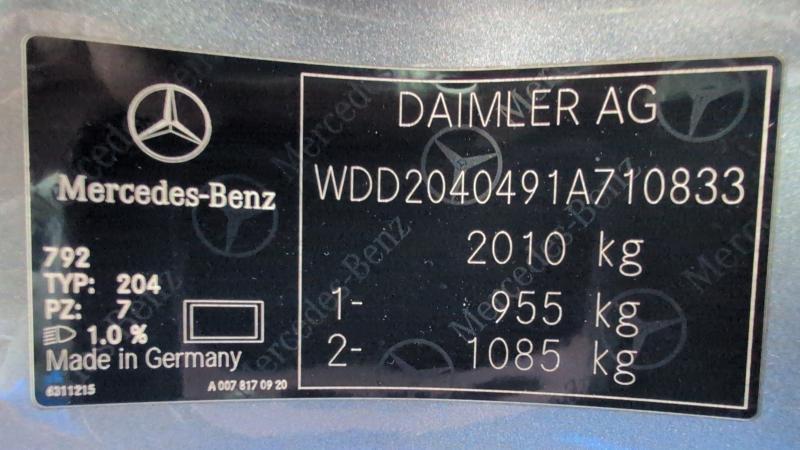 Mercedes-Benz
792
TYP: 204
PZ: 7
1.0 %
Made in Germany
6311215
A 007 817 09 20
DAIMLER AG
WDD2040491A710833
2010 kg
1- 955 kg
2- 1085 kg